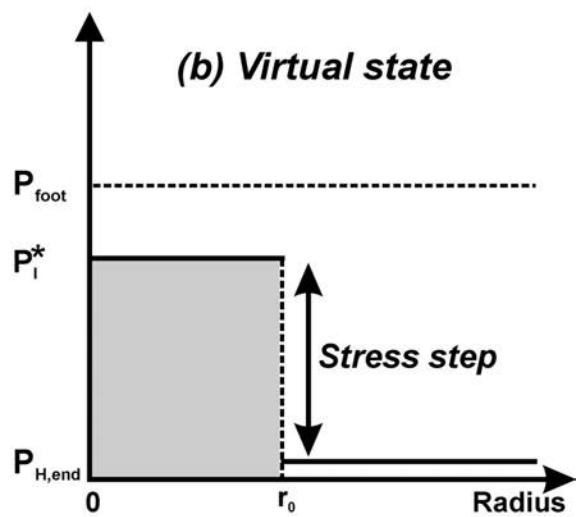 (b) Virtual state
P_foot
P_I^*
Stress step
P_H,end
0
r_0
Radius